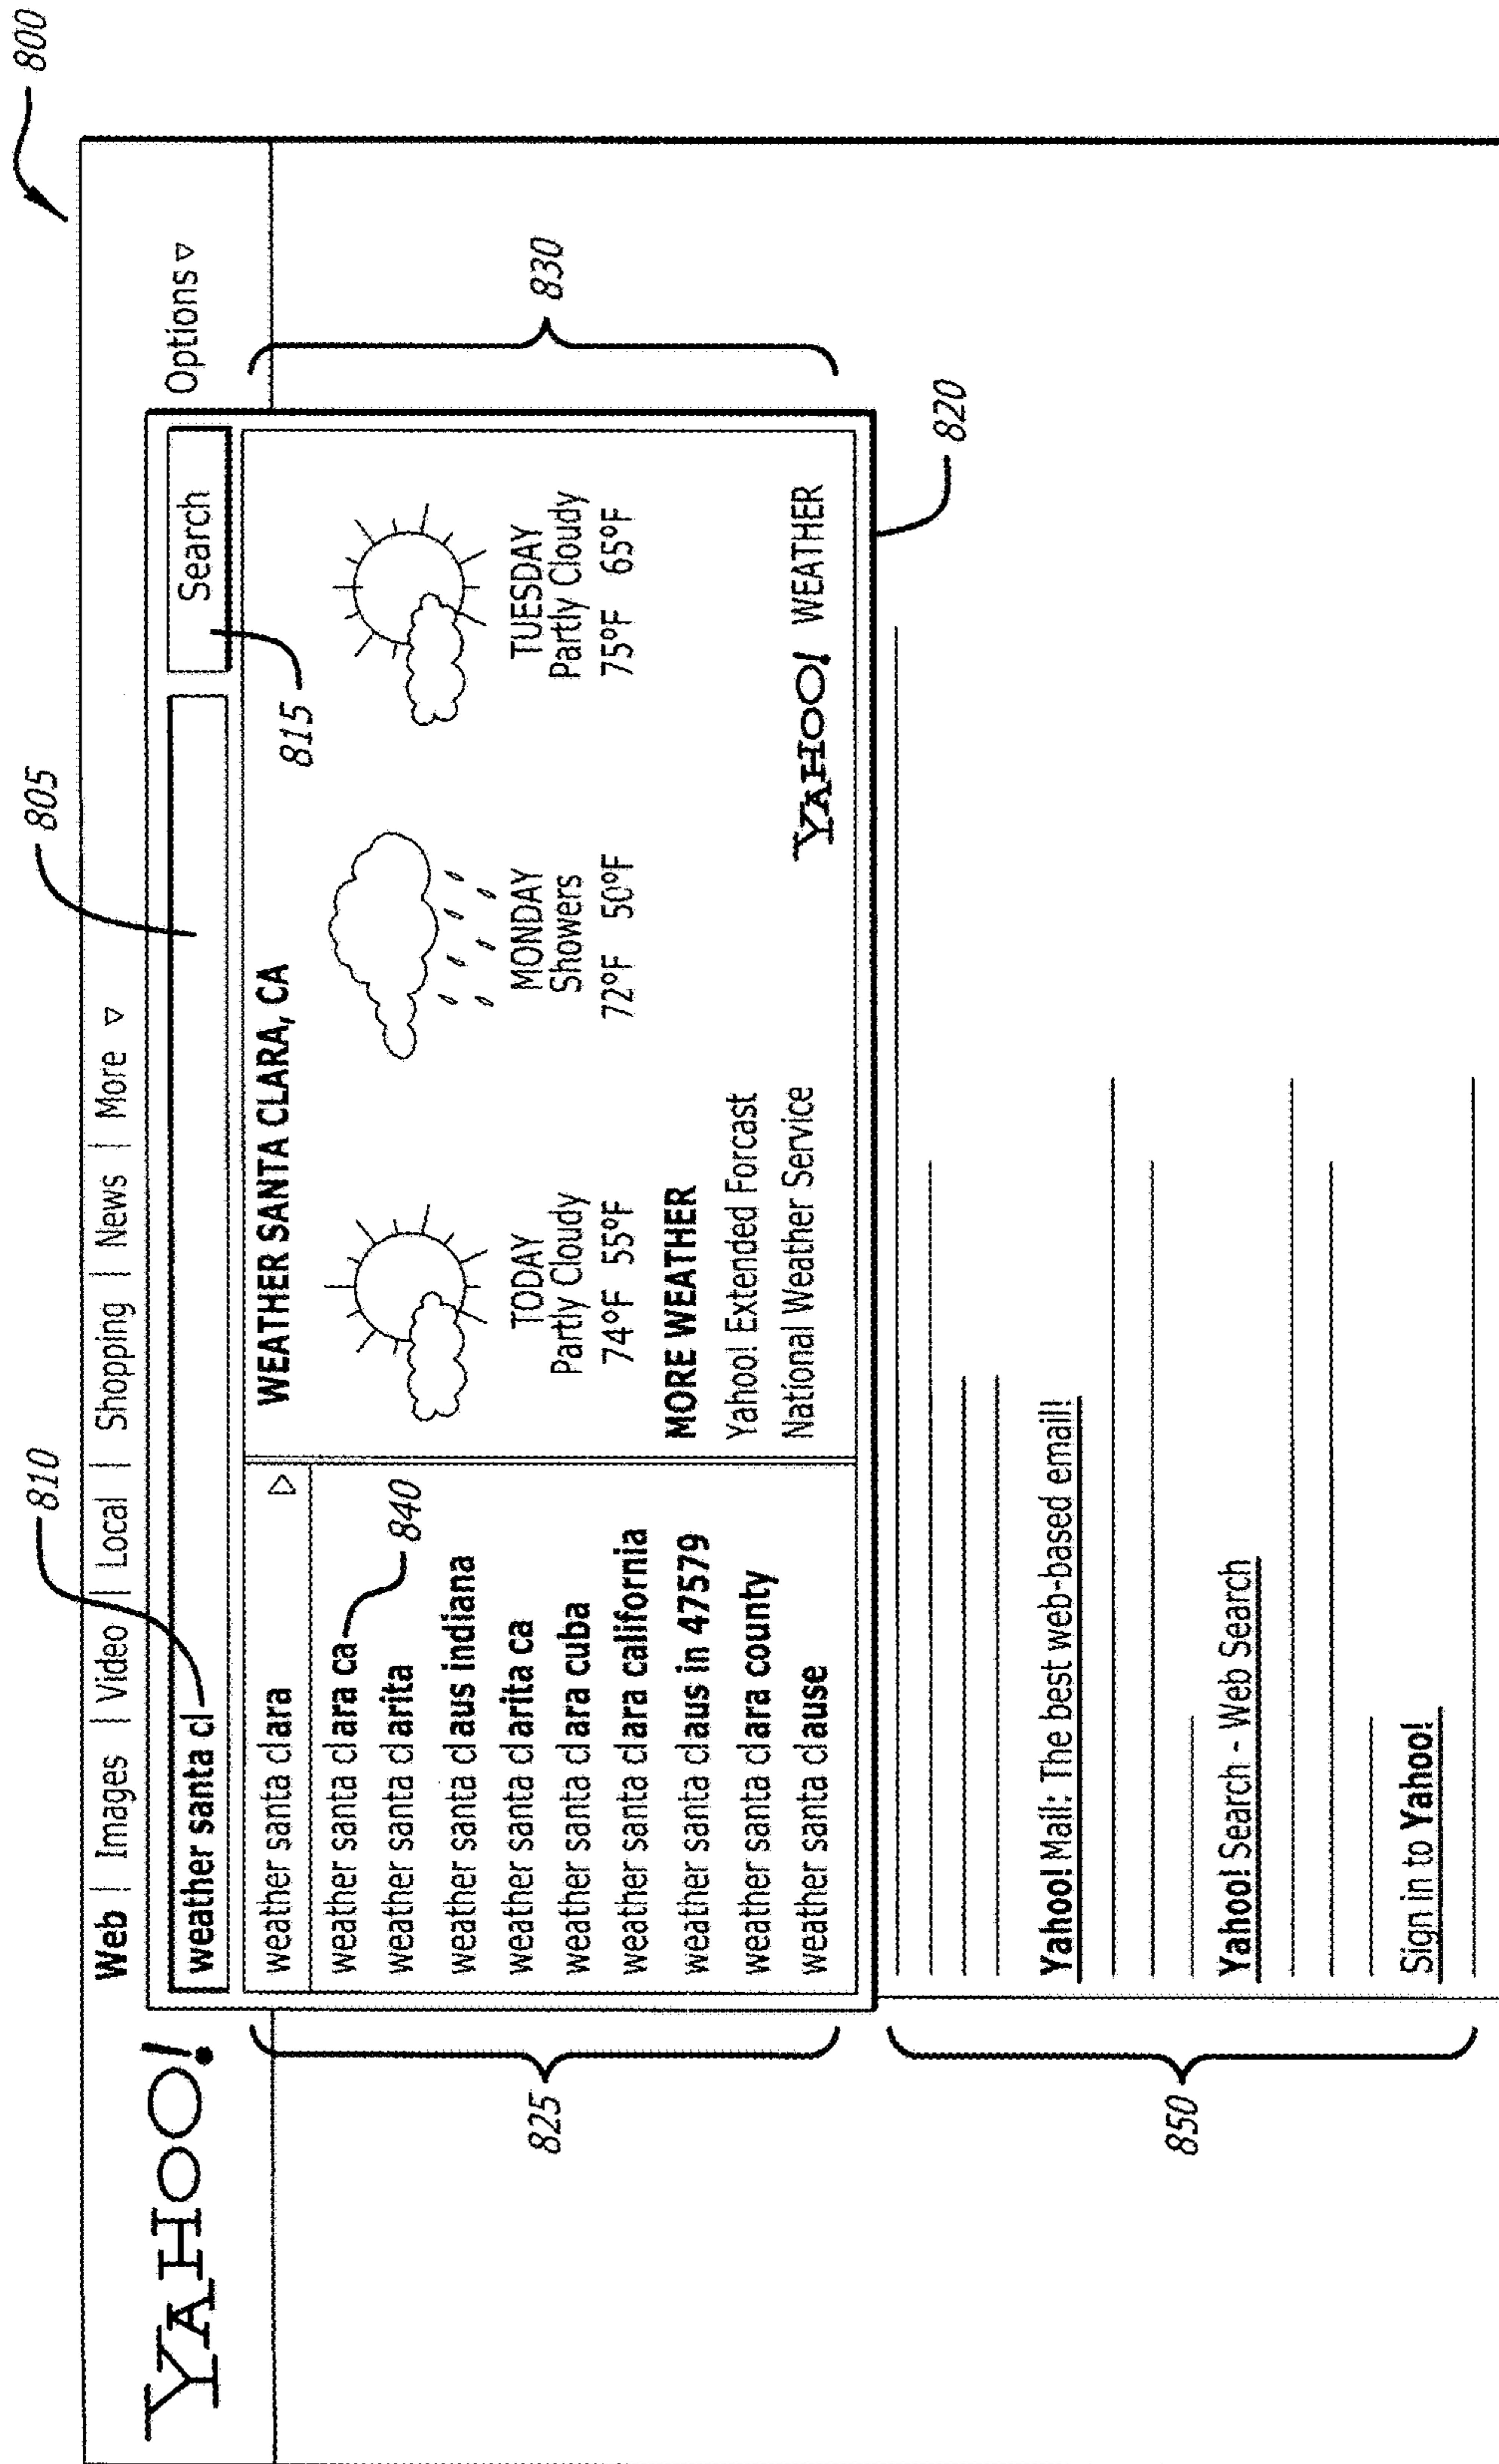 800
YAHOO!
Web | Images | Video | Local | Shopping | News | More
805
810
weather santa cl
Search
Options
815
825
weather santa clara
weather santa clara ca
840
weather santa clarita
weather santa claus indiana
weather santa clarita ca
weather santa clara cuba
weather santa clara california
weather santa claus in 47579
weather santa clara county
weather santa clause
WEATHER SANTA CLARA, CA
TODAY
Partly Cloudy
74°F 55°F
MONDAY
Showers
72°F 50°F
TUESDAY
Partly Cloudy
75°F 65°F
MORE WEATHER
Yahoo! Extended Forcast
National Weather Service
YAHOO! WEATHER
830
820
850
Yahoo! Mail: The best web-based email!
Yahoo! Search - Web Search
Sign in to Yahoo!